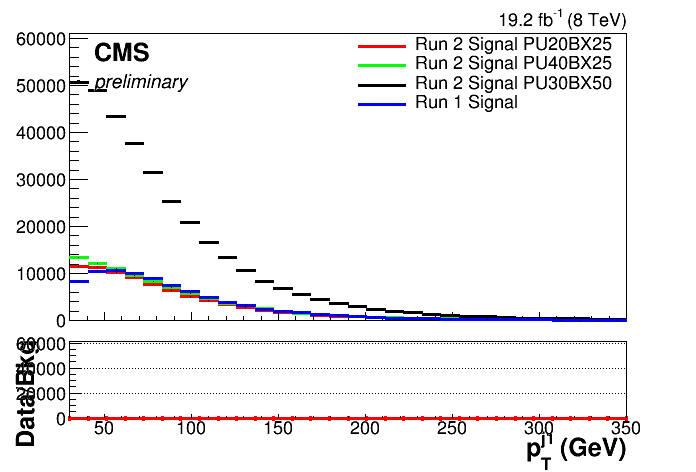 19.2 fb-1 (8 TeV)
CMS
preliminary
Run 2 Signal PU20BX25
Run 2 Signal PU40BX25
Run 2 Signal PU30BX50
Run 1 Signal
60000
50000
40000
30000
20000
10000
0
Data/Bkg
60000
40000
20000
0
50 100 150 200 250 300 350
pTj1 (GeV)